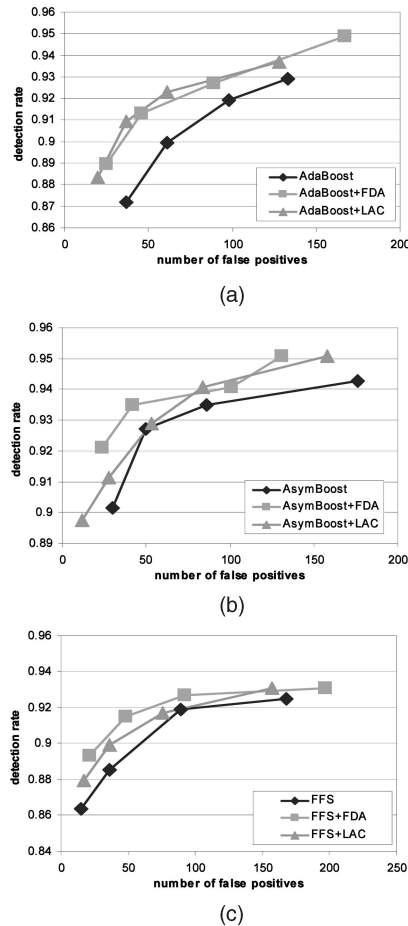 0.96
0.95
0.94
0.93
0.92
0.91
0.9
0.89
0.88
0.87
0.86
detection rate
AdaBoost
AdaBoost+FDA
AdaBoost+LAC
0 50 100 150 200
number of false positives
(a)
0.96
0.95
0.94
0.93
0.92
0.91
0.9
0.89
detection rate
AsymBoost
AsymBoost+FDA
AsymBoost+LAC
0 50 100 150 200
number of false positives
(b)
0.96
0.94
0.92
0.9
0.88
0.86
0.84
detection rate
FFS
FFS+FDA
FFS+LAC
0 50 100 150 200 250
number of false positives
(c)